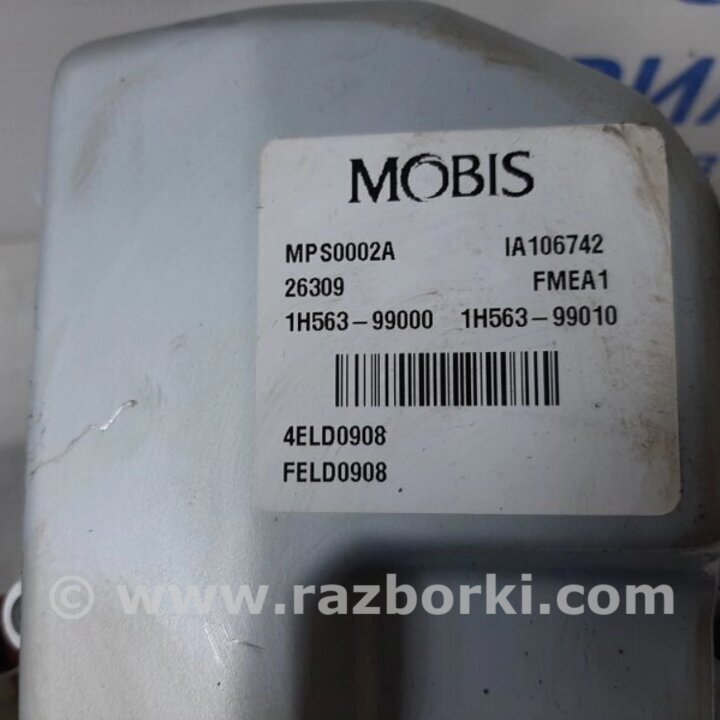 MOBIS
MPS0002A IA106742
26309 FMEA1
1H563-99000 1H563-99010
4ELD0908
FELD0908
© www.razborki.com